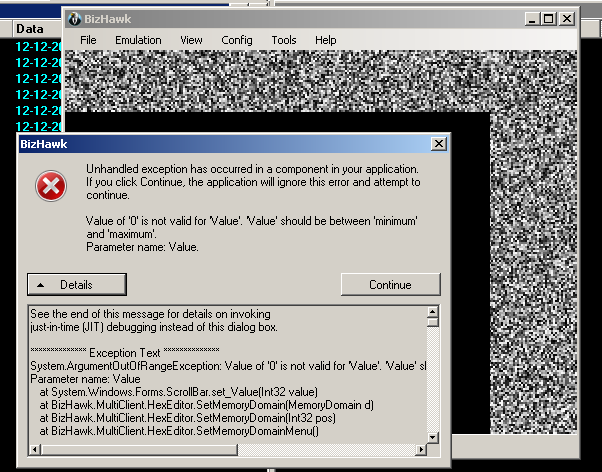 Data
12-12-20
12-12-20
12-12-20
12-12-20
12-12-20
12-12-20
BizHawk
File Emulation View Config Tools Help
BizHawk
Unhandled exception has occurred in a component in your application.
If you click Continue, the application will ignore this error and attempt to
continue.
Value of '0' is not valid for 'Value'. 'Value' should be between 'minimum'
and 'maximum'.
Parameter name: Value.
Details
Continue
See the end of this message for details on invoking
just-in-time (JIT) debugging instead of this dialog box.
************** Exception Text **************
System.ArgumentOutOfRangeException: Value of '0' is not valid for 'Value'. 'Value' sl
Parameter name: Value
at System.Windows.Forms.ScrollBar.set_Value(Int32 value)
at BizHawk.MultiClient.HexEditor.SetMemoryDomain(MemoryDomain d)
at BizHawk.MultiClient.HexEditor.SetMemoryDomain(Int32 pos)
at BizHawk.MultiClient.HexEditor.SetMemoryDomainMenu()